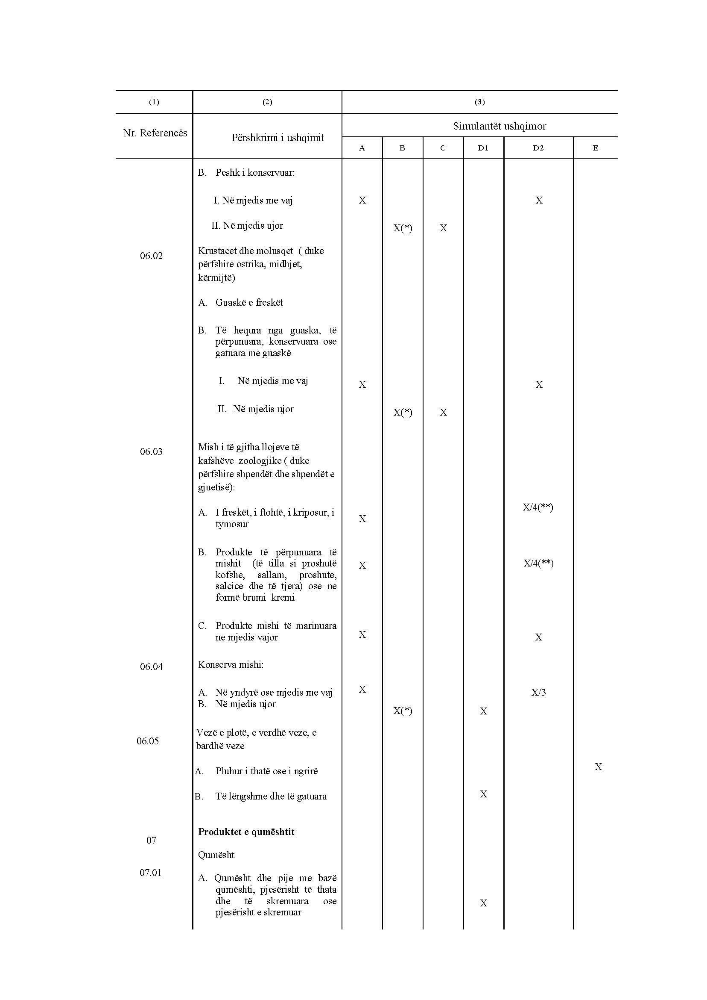 (1) (2) (3)
Simulantët ushqimor
Nr. Referencës Përshkrimi i ushqimit
A B C D1 D2 E
B. Peshk i konservuar:
I. Në mjedis me vaj X X
II. Në mjedis ujor X(*) X
06.02 Krustacet dhe molusqet ( duke
përfshire ostrika, midhjet,
kërmijtë)
A. Guaskë e freskët
B. Të hequra nga guaska, të
përpunuara, konservuara ose
gatuara me guaskë
I. Në mjedis me vaj X X
II. Në mjedis ujor X(*) X
06.03 Mish i të gjitha llojeve të
kafshëve zoologjike ( duke
përfshire shpendët dhe shpendët e
gjuetisë):
A. I freskët, i ftohtë, i kriposur, i X X/4(**)
tymosur
B. Produkte të përpunuara të
mishit (të tilla si proshutë X X/4(**)
kofshe, sallam, proshute,
salcice dhe të tjera) ose ne
formë brumi kremi
C. Produkte mishi të marinuara
ne mjedis vajor X X
06.04 Konserva mishi:
A. Në yndyrë ose mjedis me vaj X X/3
B. Në mjedis ujor X(*) X
06.05 Vezë e plotë, e verdhë veze, e
bardhë veze
A. Pluhur i thatë ose i ngrirë X
B. Të lëngshme dhe të gatuara X
07 Produktet e qumështit
Qumësht
07.01 A. Qumësht dhe pije me bazë
qumështi, pjesërisht të thata
dhe të skremuara ose X
pjesërisht e skremuar